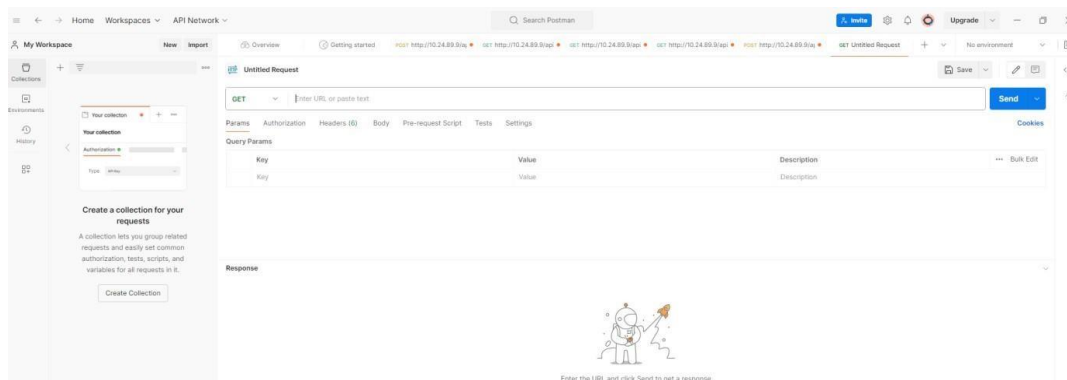 Home Workspaces API Network Search Postman Invite Upgrade
My Workspace New Import Overview Getting started POST http://10.24.89.9/ap GET http://10.24.89.9/api GET http://10.24.89.9/api GET http://10.24.89.9/api POST http://10.24.89.9/ap GET Untitled Request No environment
Collections
Environments
History
Untitled Request Save
GET Enter URL or paste text Send
Params Authorization Headers (6) Body Pre-request Script Tests Settings Cookies
Query Params
Key Value Description Bulk Edit
Key Value Description
Your collection
Your collection
Authorization
Type API Key
Create a collection for your
requests
A collection lets you group related
requests and easily set common
authorization, tests, scripts, and
variables for all requests in it.
Create Collection
Response
Enter the URL and click Send to get a response